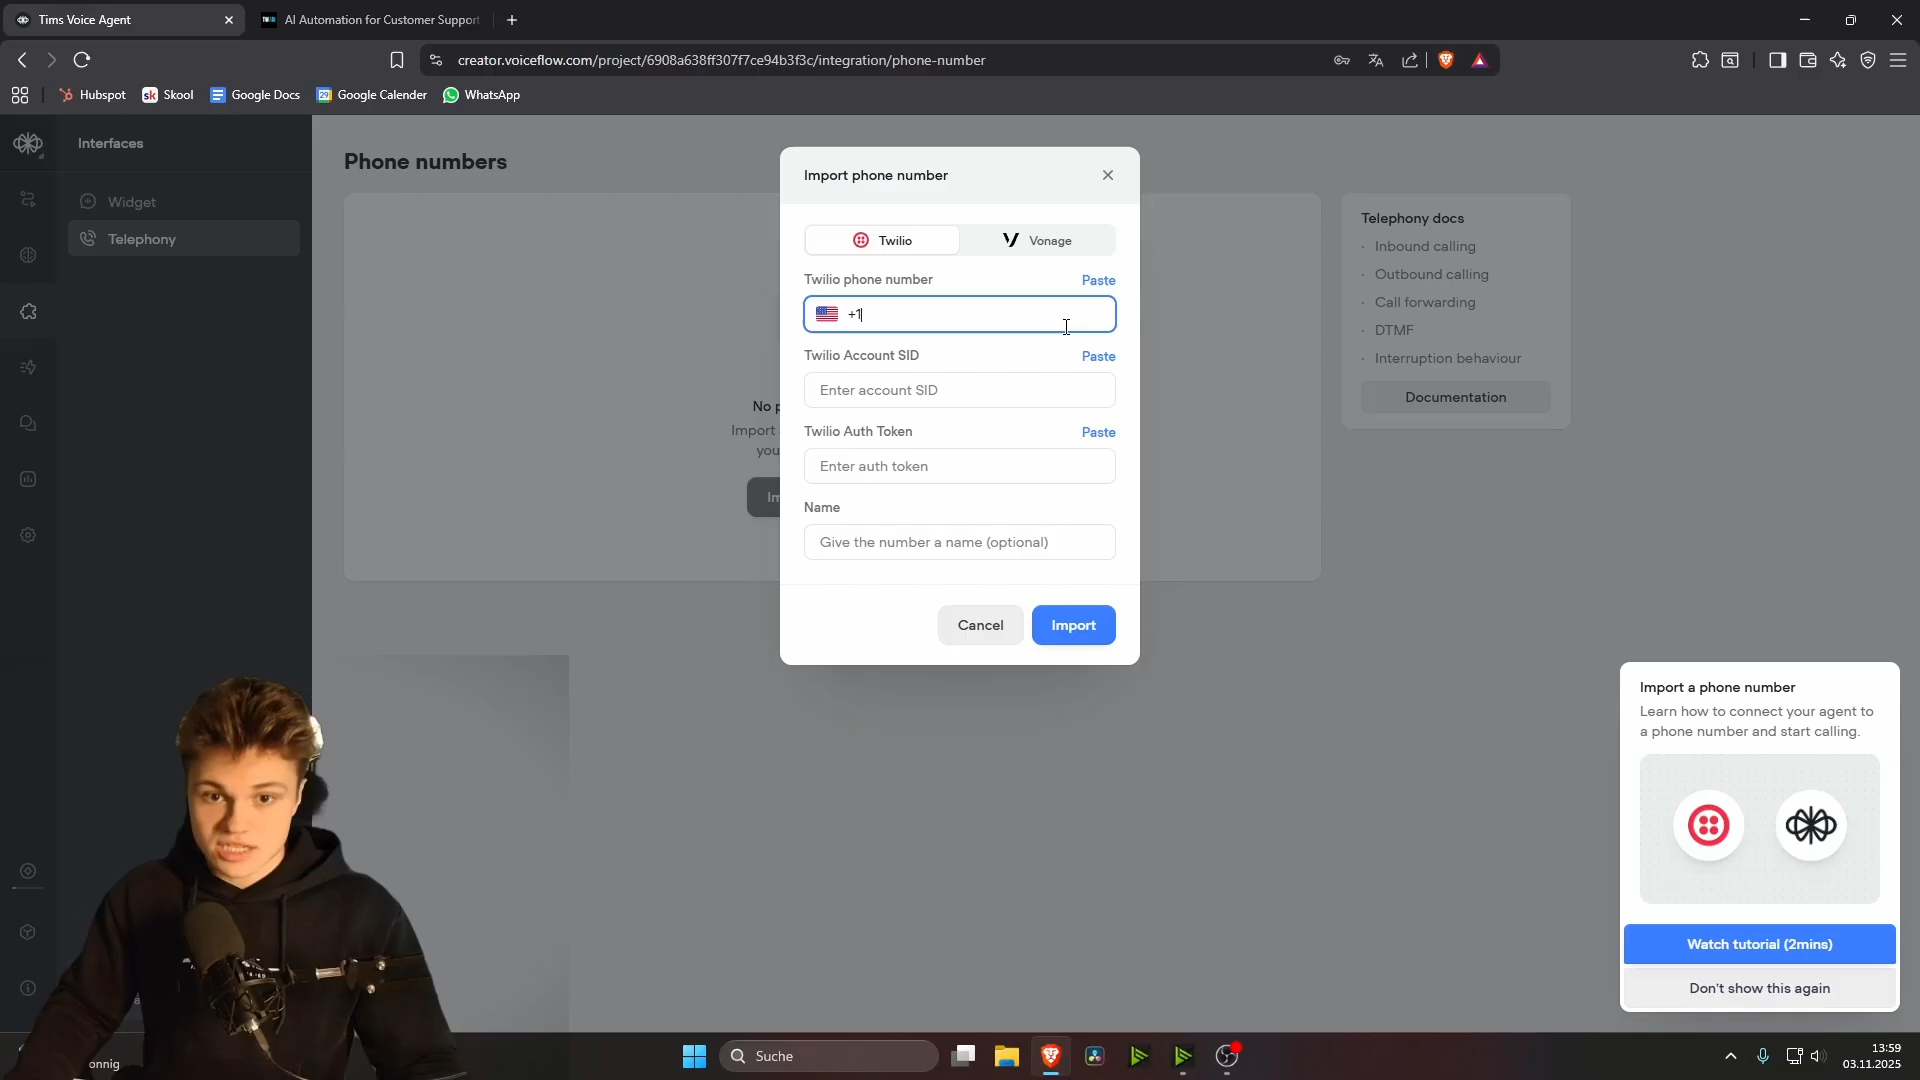 Tims Voice Agent
AI Automation for Customer Support
creator.voiceflow.com/project/6908a638ff307f7ce94b3f3c/integration/phone-number
Hubspot
sk Skool
Google Docs
Google Calender
WhatsApp
Interfaces
Widget
Telephony
Phone numbers
Import
Import phone number
Twilio
Vonage
Twilio phone number
Paste
+1
Twilio Account SID
Paste
Enter account SID
Twilio Auth Token
Paste
Enter auth token
Name
Give the number a name (optional)
Cancel
Import
Telephony docs
· Inbound calling
· Outbound calling
· Call forwarding
· DTMF
· Interruption behaviour
Documentation
Import a phone number
Learn how to connect your agent to
a phone number and start calling.
Watch tutorial (2mins)
Don't show this again
onnig
Suche
13:59
03.11.2025